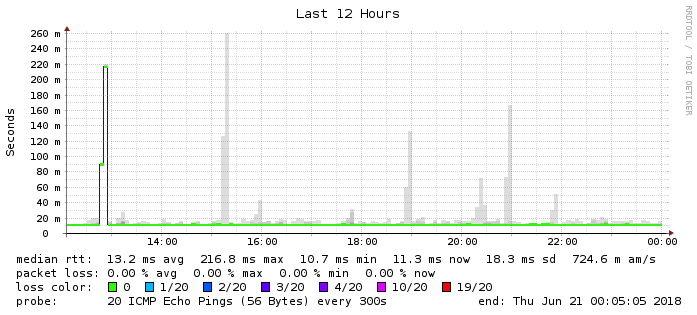 Last 12 Hours
RRDTOOL / TOBI OETIKER
Seconds
260 m
240 m
220 m
200 m
180 m
160 m
140 m
120 m
100 m
80 m
60 m
40 m
20 m
0
14:00 16:00 18:00 20:00 22:00 00:00
median rtt: 13.2 ms avg 216.8 ms max 10.7 ms min 11.3 ms now 18.3 ms sd 724.6 m am/s
packet loss: 0.00 % avg 0.00 % max 0.00 % min 0.00 % now
loss color: 0 1/20 2/20 3/20 4/20 10/20 19/20
probe: 20 ICMP Echo Pings (56 Bytes) every 300s end: Thu Jun 21 00:05:05 2018